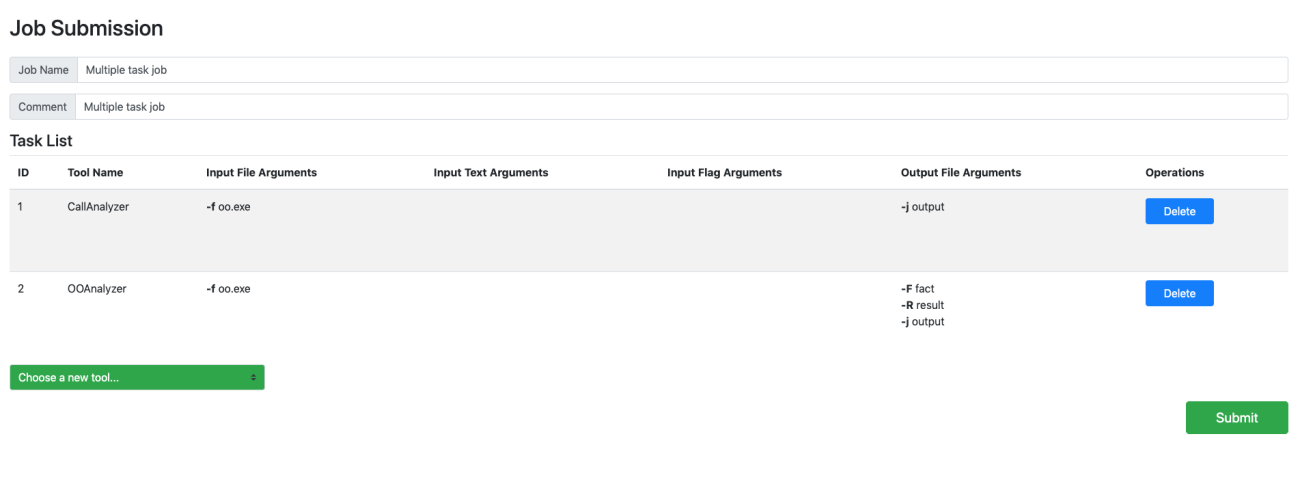 Job Submission
Job Name Multiple task job
Comment Multiple task job
Task List
ID Tool Name Input File Arguments Input Text Arguments Input Flag Arguments Output File Arguments Operations
1 CallAnalyzer -f oo.exe -j output Delete
2 OOAnalyzer -f oo.exe -F fact Delete
-R result
-j output
Choose a new tool...
Submit